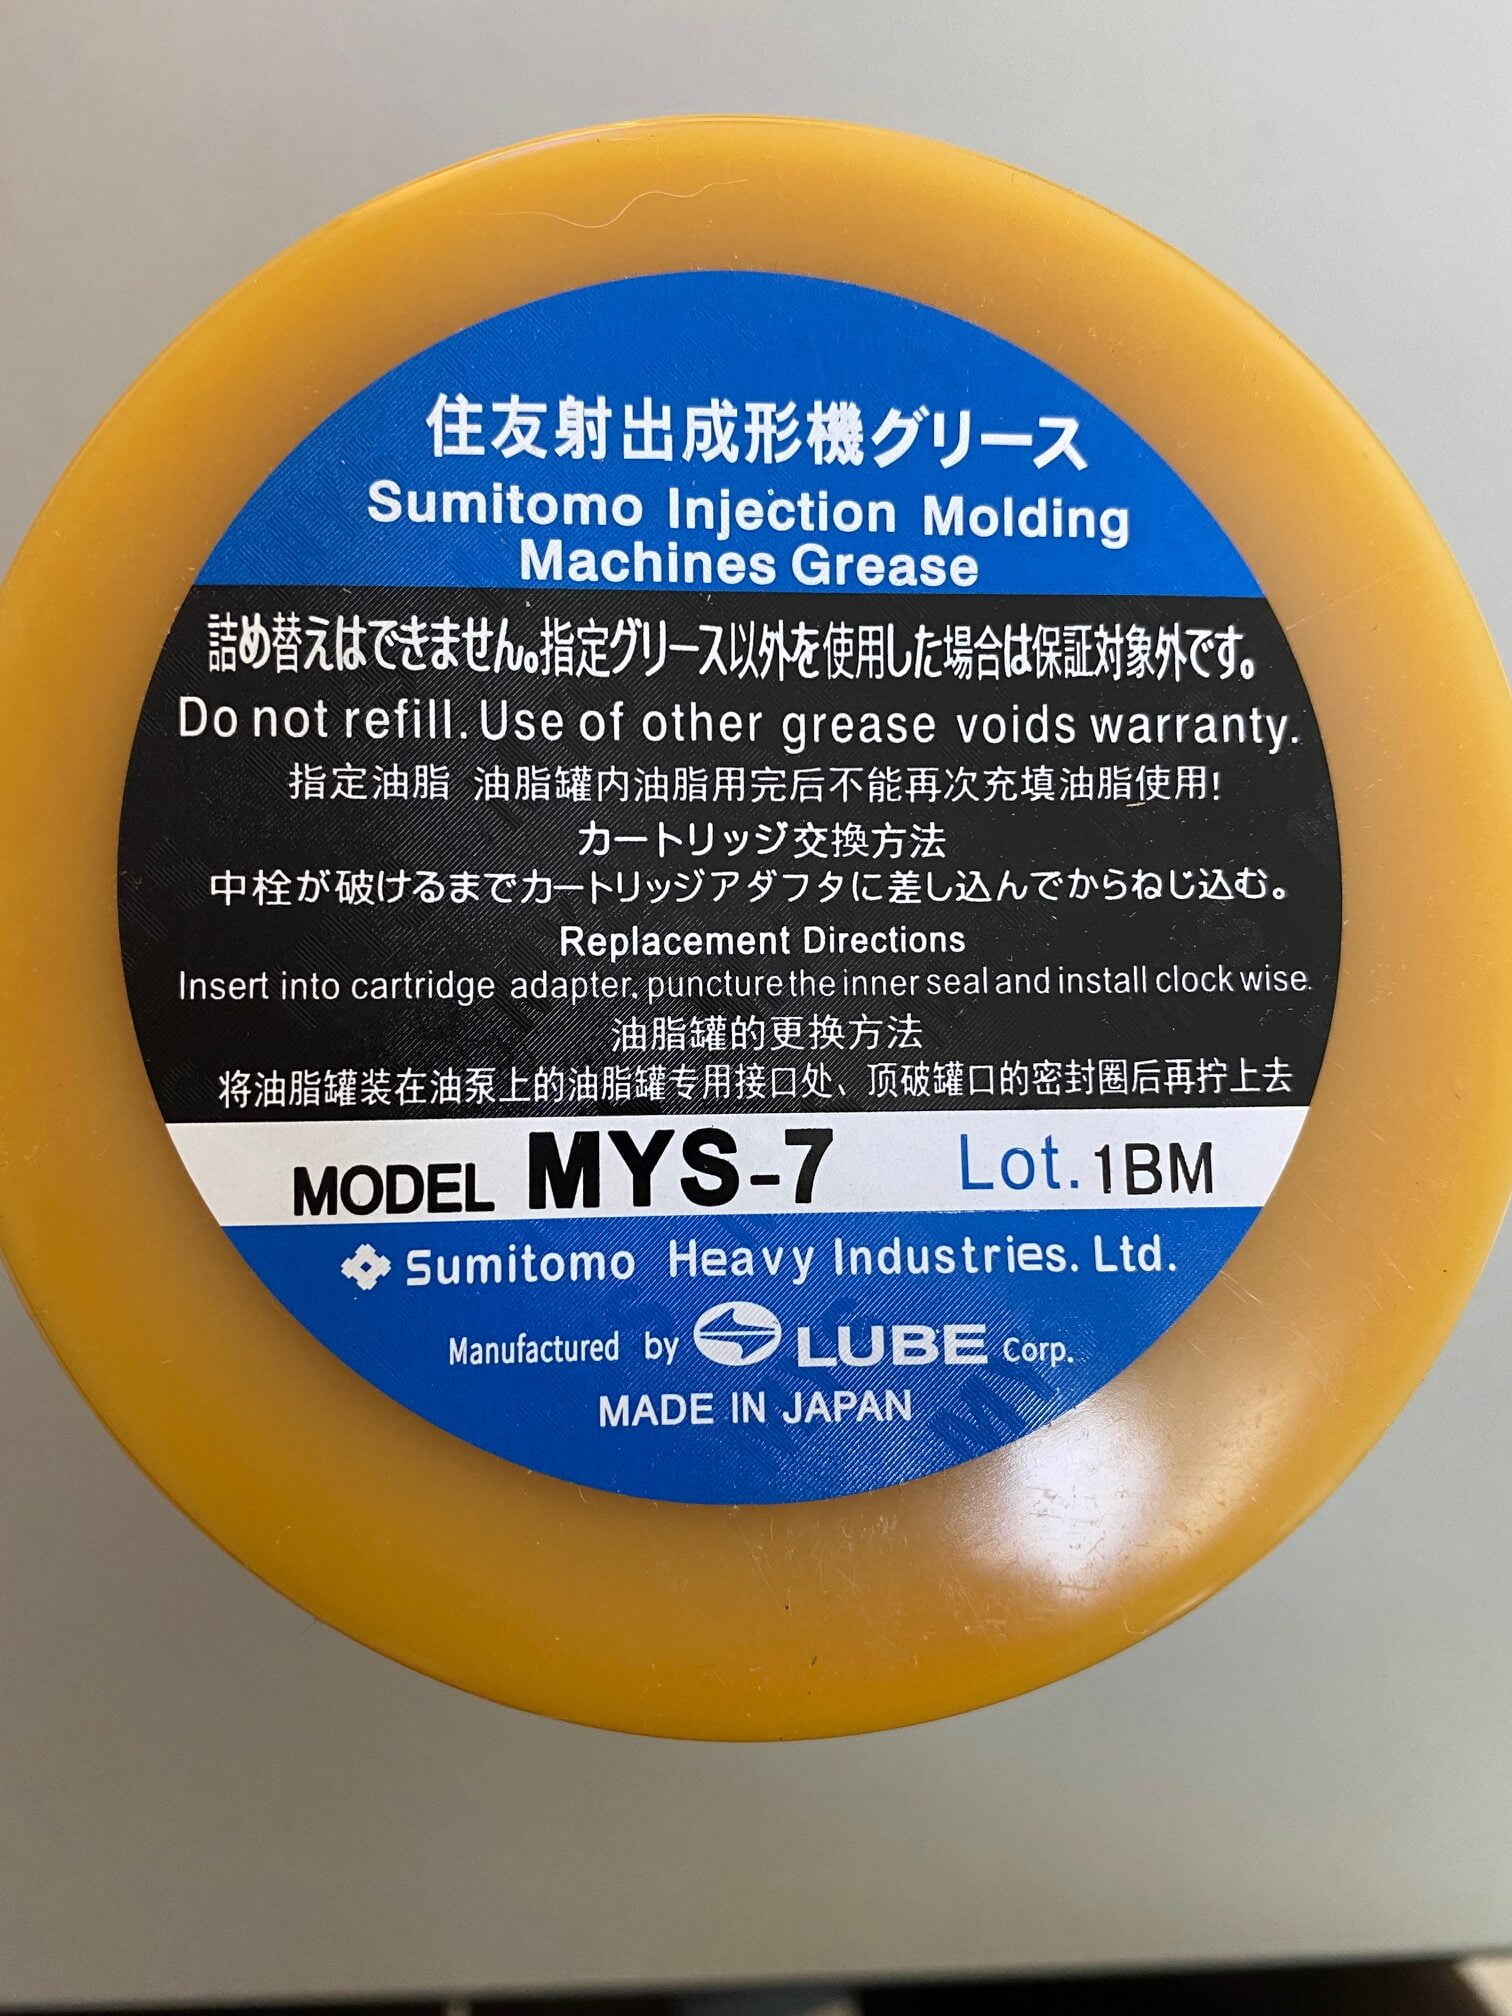 住友射出成形機グリース
Sumitomo Injection Molding
Machines Grease
詰め替えはできません。指定グリース以外を使用した場合は保証対象外です。
Do not refill. Use of other grease voids warranty.
指定油脂 油脂罐内油脂用完后不能再次充填油脂使用!
カートリッジ交換方法
中栓が破けるまでカートリッジアダプタに差し込んでからねじ込む。
Replacement Directions
Insert into cartridge adapter, puncture the inner seal and install clock wise.
油脂罐的更换方法
将油脂罐装在油泵上的油脂罐专用接口处、顶破罐口的密封圈后再拧上去
MODEL MYS-7 Lot. 1BM
Sumitomo Heavy Industries. Ltd.
Manufactured by LUBE Corp.
MADE IN JAPAN